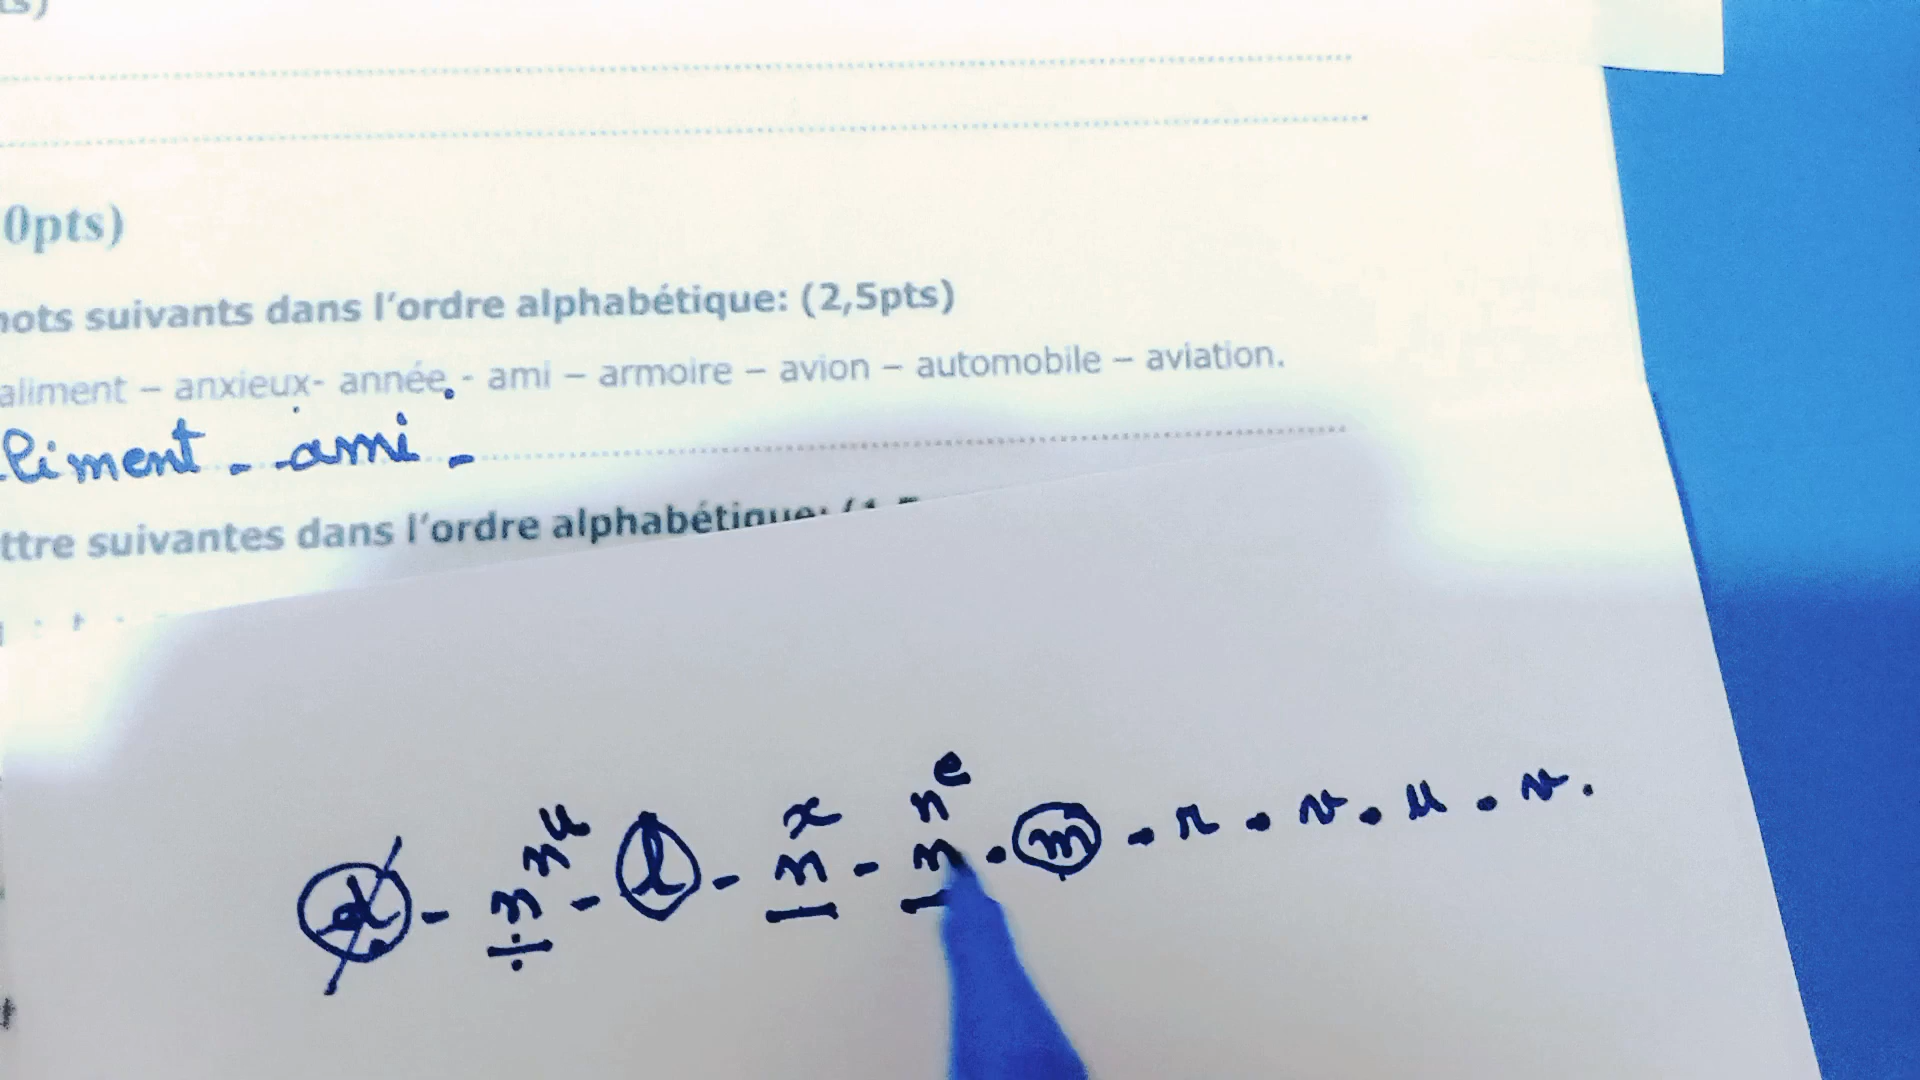 0pts)
mots suivants dans l'ordre alphabétique: (2,5pts)
aliment – anxieux- année - ami – armoire – avion – automobile – aviation.
liment - ami -
ttre suivantes dans l'ordre alphabétique:
u x e
n n
d - n - l - n - n . m . r . v . u . v .